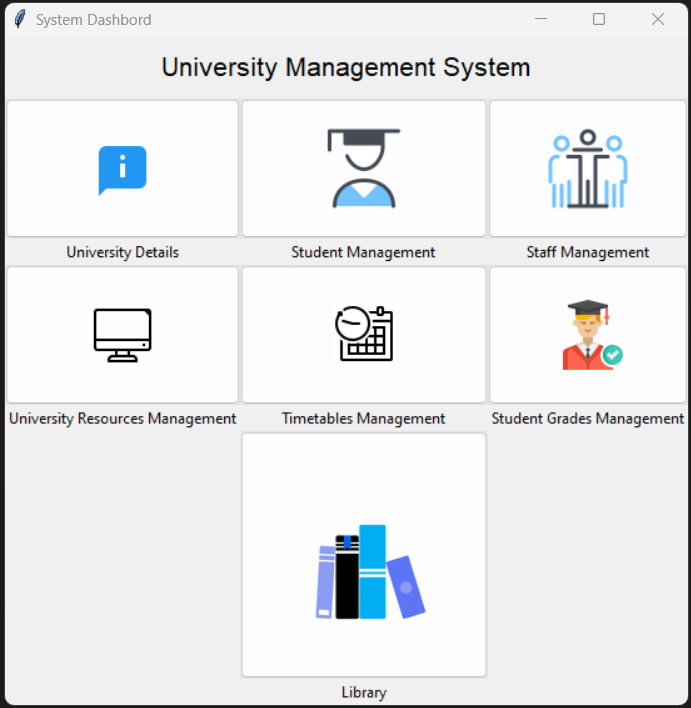 System Dashbord
University Management System
University Details
Student Management
Staff Management
University Resources Management
Timetables Management
Student Grades Management
Library